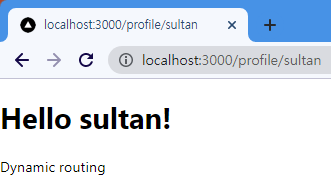 localhost:3000/profile/sultan
localhost:3000/profile/sultan
Hello sultan!
Dynamic routing